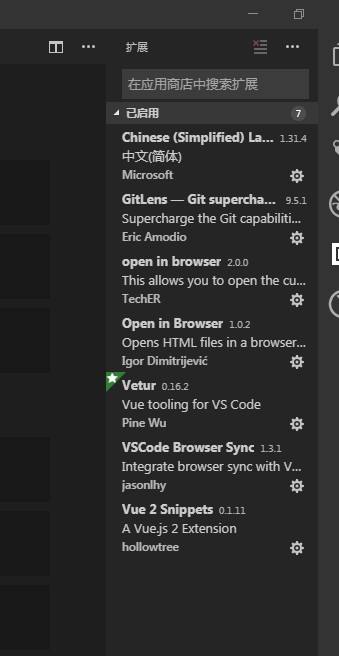 扩展
在应用商店中搜索扩展
已启用 7
Chinese (Simplified) La... 1.31.4
中文(简体)
Microsoft
GitLens — Git supercha... 9.5.1
Supercharge the Git capabiliti...
Eric Amodio
open in browser 2.0.0
This allows you to open the cu...
TechER
Open in Browser 1.0.2
Opens HTML files in a browser...
Igor Dimitrijević
Vetur 0.16.2
Vue tooling for VS Code
Pine Wu
VSCode Browser Sync 1.3.1
Integrate browser sync with V...
jasonlhy
Vue 2 Snippets 0.1.11
A Vue.js 2 Extension
hollowtree